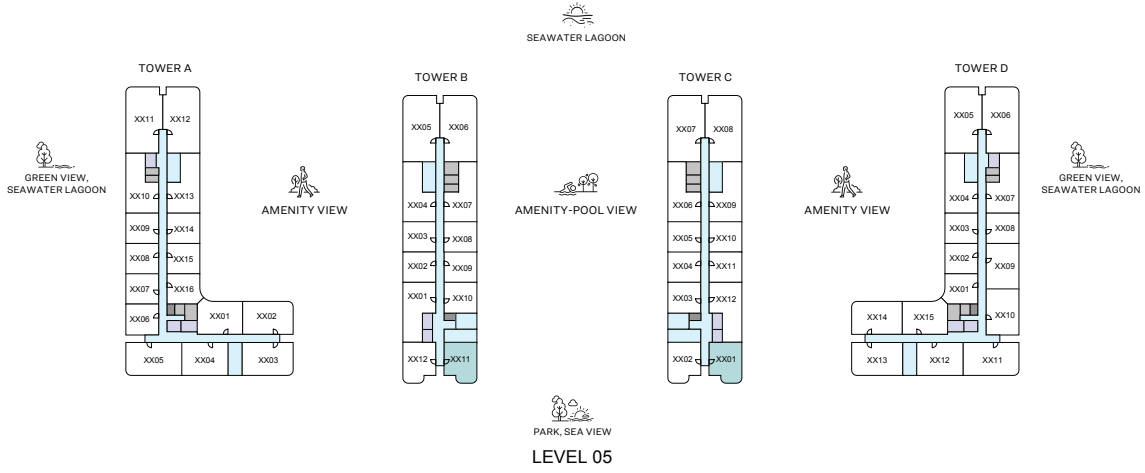 SEAWATER LAGOON
TOWER A
TOWER B
TOWER C
TOWER D
GREEN VIEW,
SEAWATER LAGOON
AMENITY VIEW
AMENITY-POOL VIEW
AMENITY VIEW
GREEN VIEW,
SEAWATER LAGOON
XX11 XX12
XX10 XX13
XX09 XX14
XX08 XX15
XX07 XX16
XX06 XX01 XX02
XX05 XX04 XX03
XX05 XX06
XX04 XX07
XX03 XX08
XX02 XX09
XX01 XX10
XX12 XX11
XX07 XX08
XX06 XX09
XX05 XX10
XX04 XX11
XX03 XX12
XX02 XX01
XX05 XX06
XX04 XX07
XX03 XX08
XX02 XX09
XX01
XX14 XX15 XX10
XX13 XX12 XX11
PARK, SEA VIEW
LEVEL 05